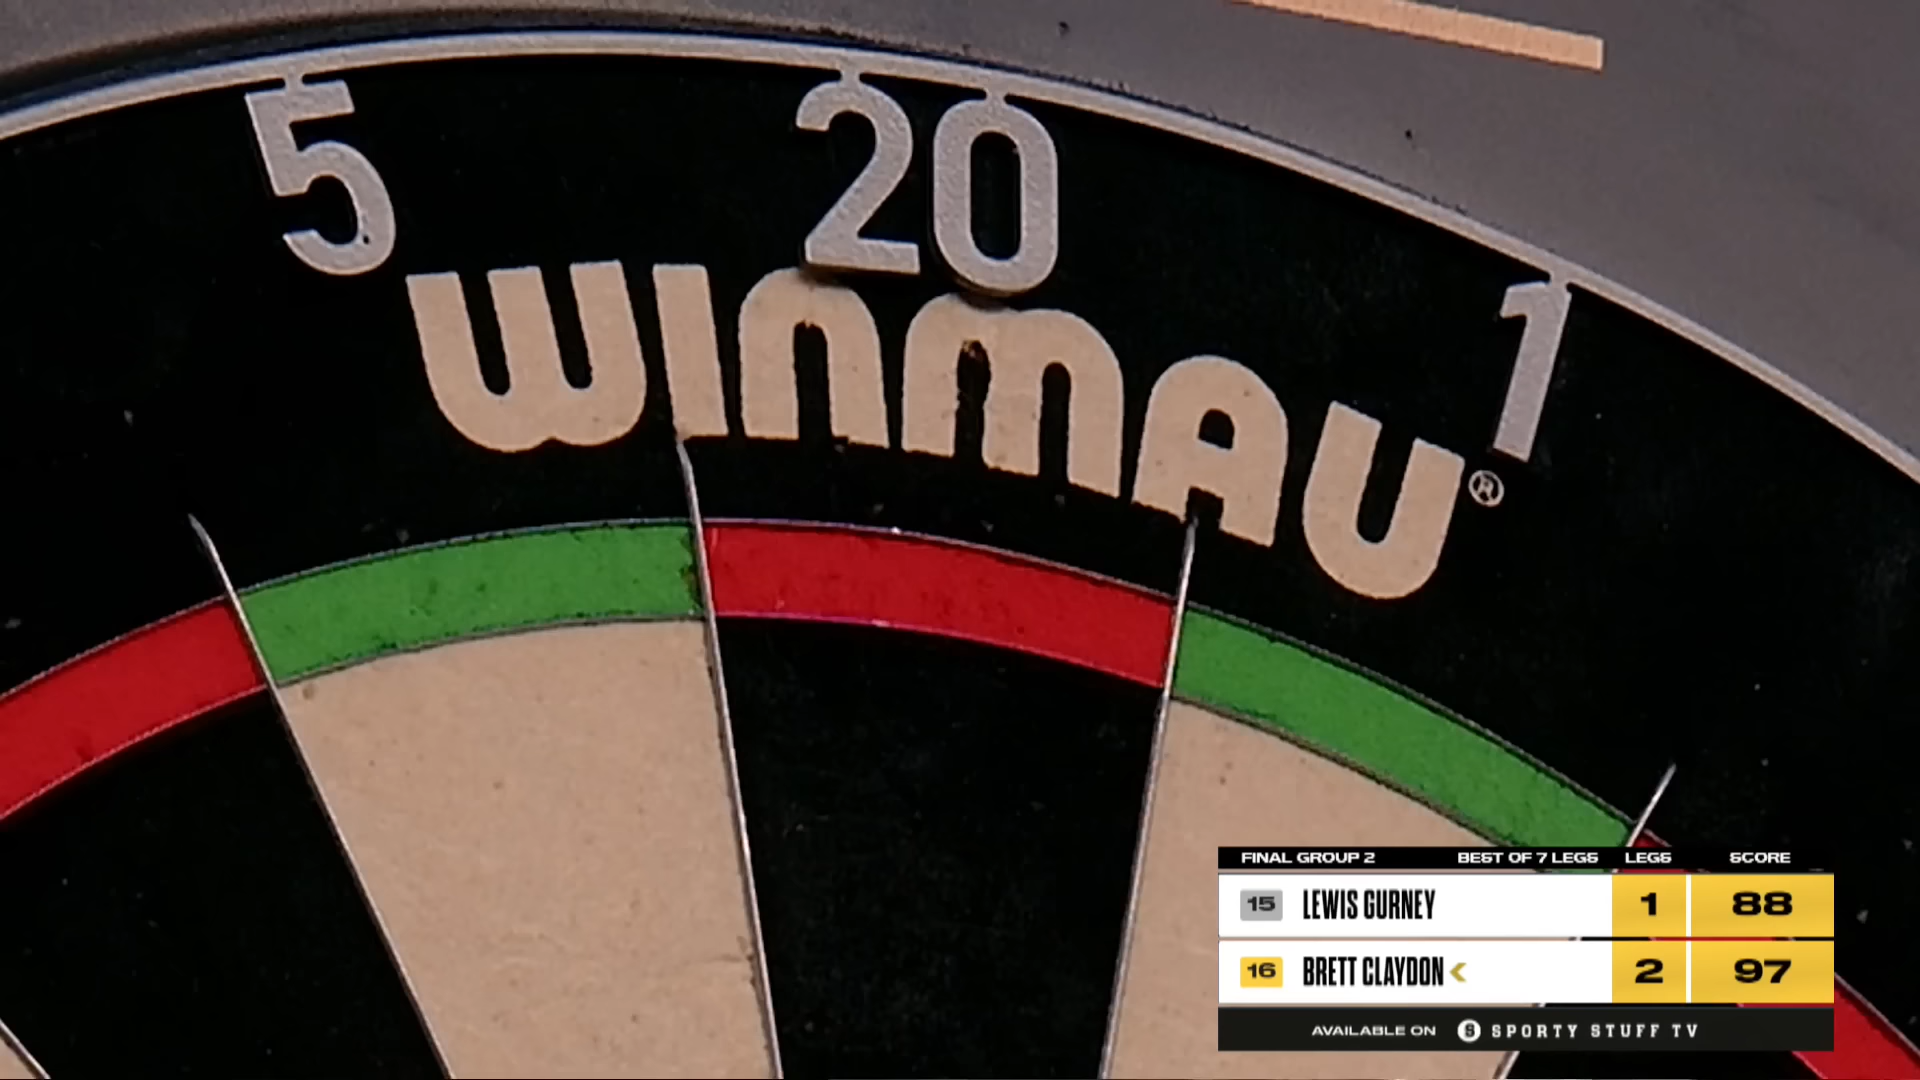 5 20 1
WINMAU®
FINAL GROUP 2 BEST OF 7 LEGS LEGS SCORE
15 LEWIS GURNEY 1 88
16 BRETT CLAYDON 2 97
AVAILABLE ON S SPORTY STUFF TV